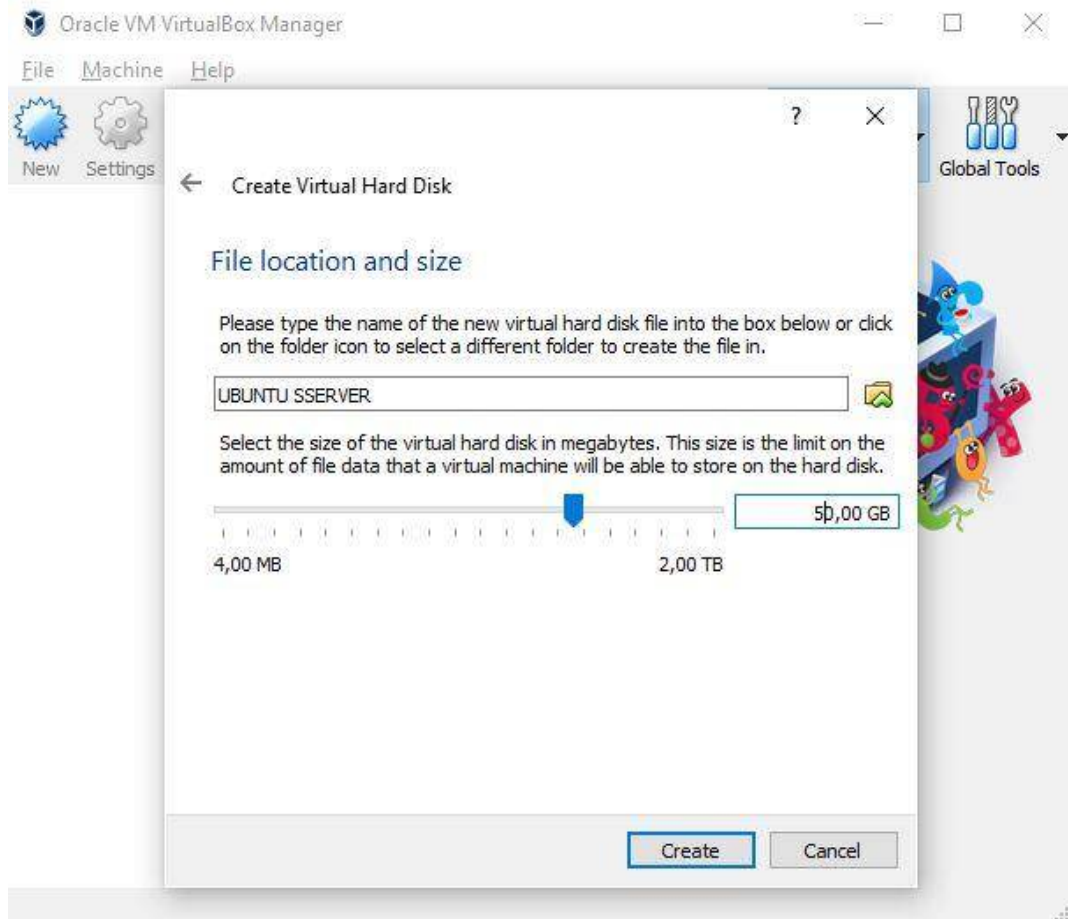 Oracle VM VirtualBox Manager
File Machine Help
?
New Settings
Global Tools
Create Virtual Hard Disk
File location and size
Please type the name of the new virtual hard disk file into the box below or click
on the folder icon to select a different folder to create the file in.
UBUNTU SSERVER
Select the size of the virtual hard disk in megabytes. This size is the limit on the
amount of file data that a virtual machine will be able to store on the hard disk.
50,00 GB
4,00 MB 2,00 TB
Create Cancel